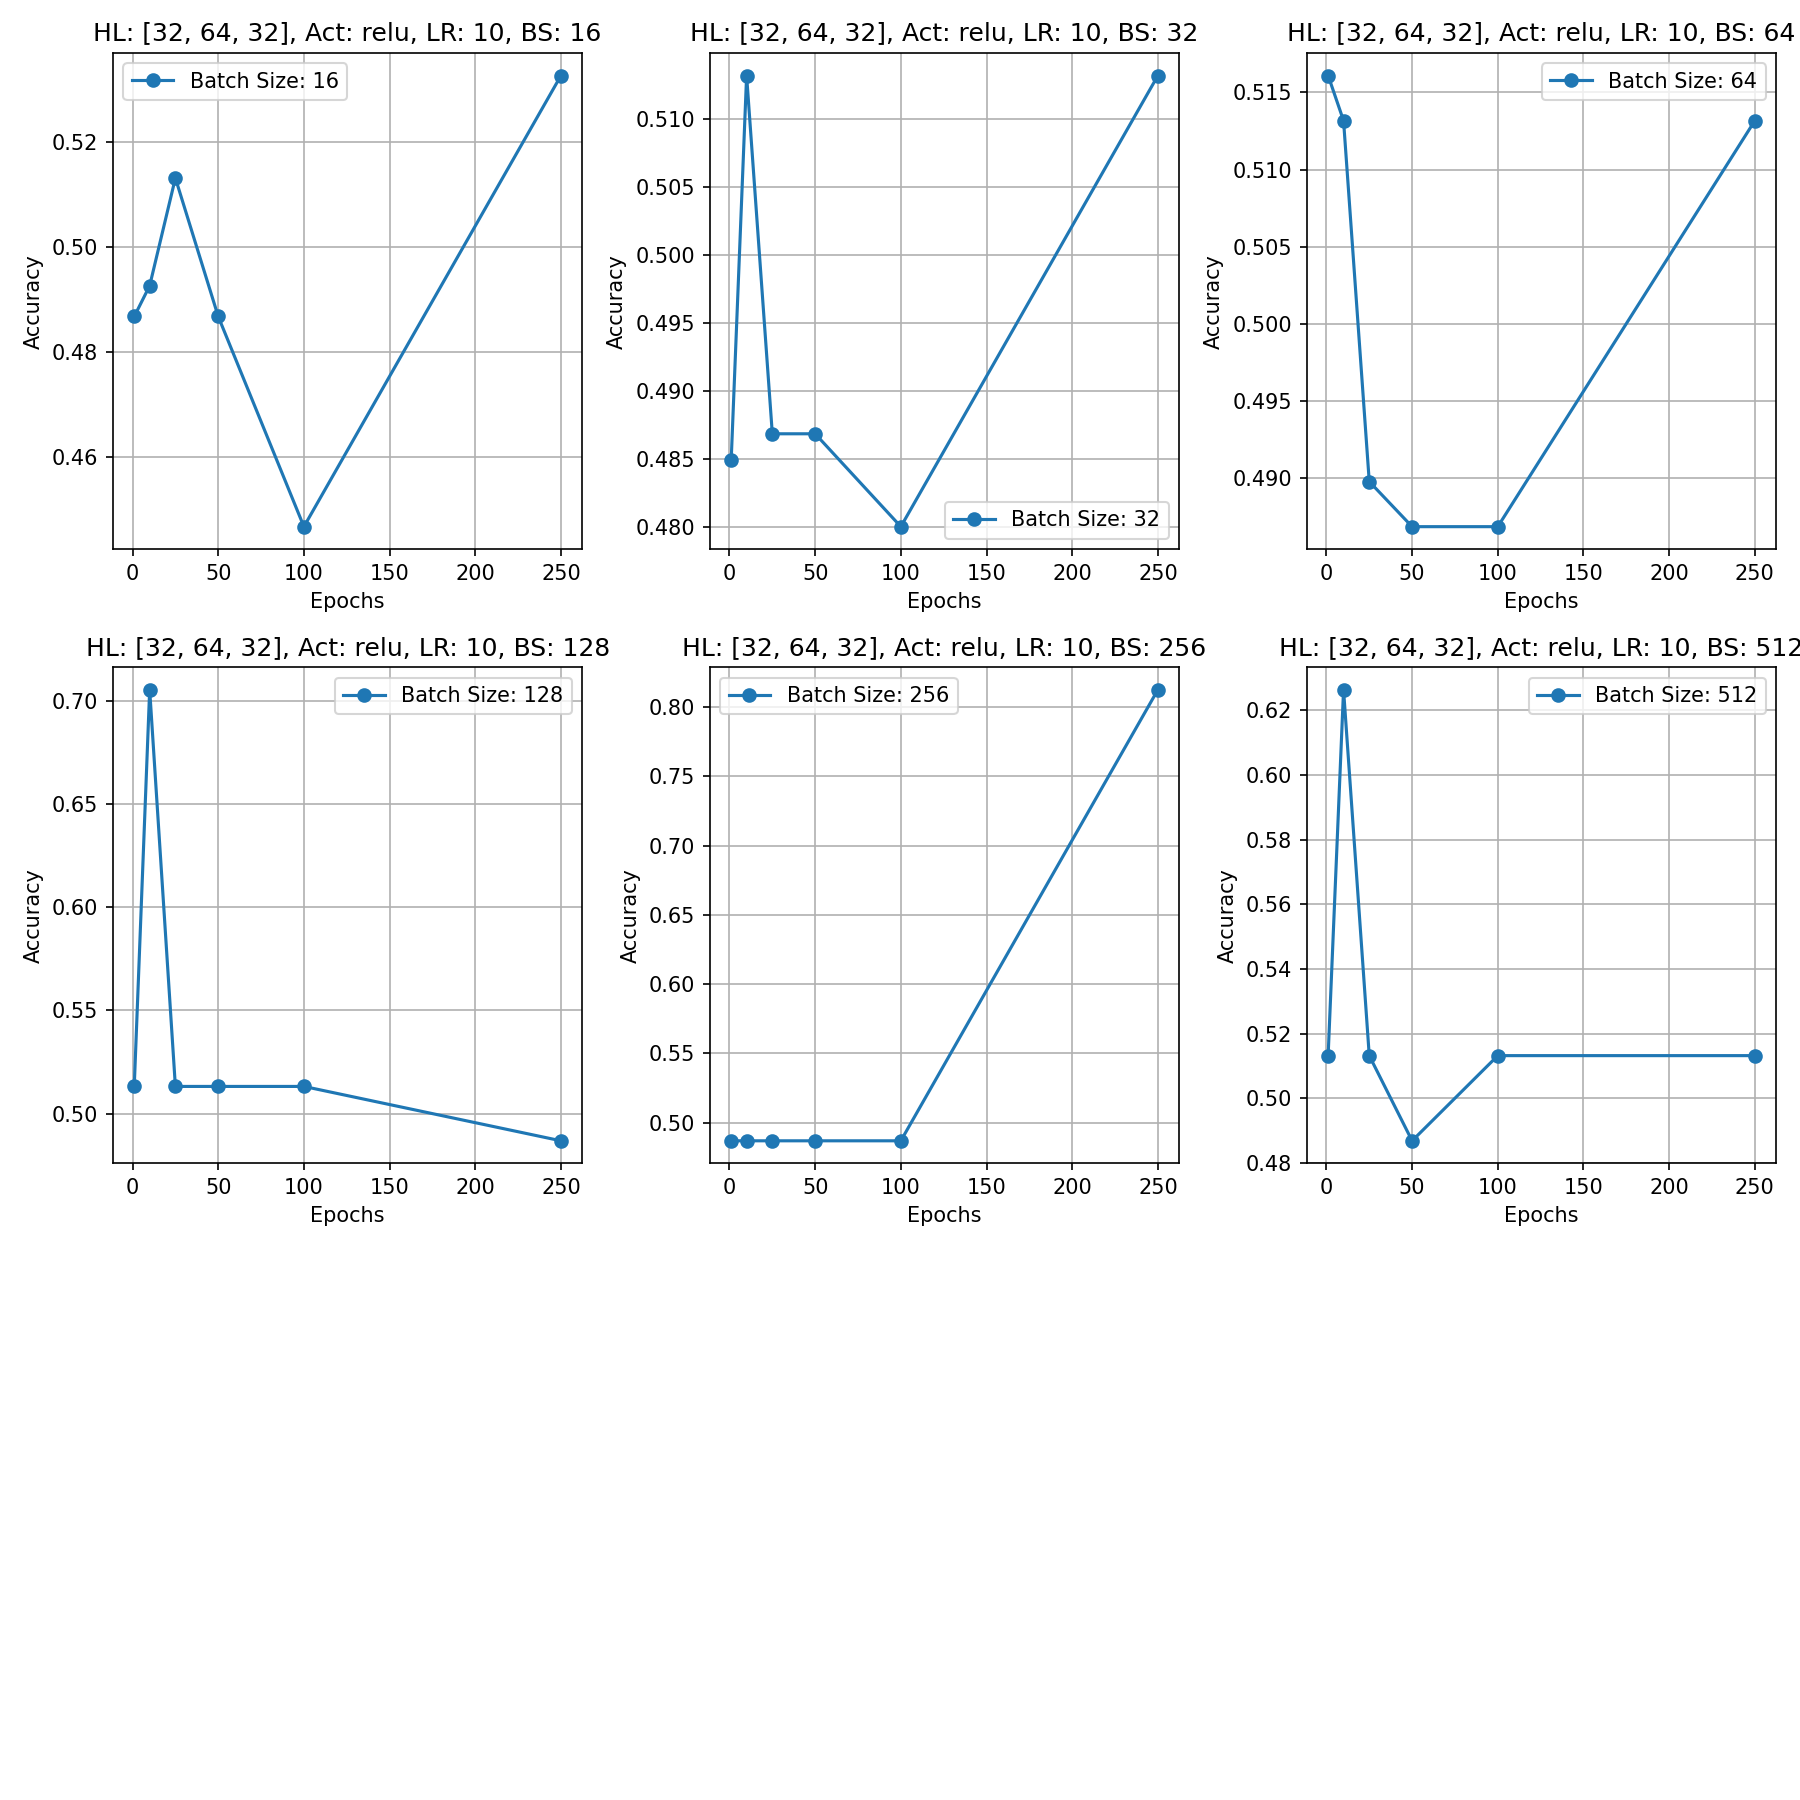 HL: [32, 64, 32], Act: relu, LR: 10, BS: 16
Batch Size: 16
0.52
0.50
0.48
0.46
Accuracy
0 50 100 150 200 250
Epochs
HL: [32, 64, 32], Act: relu, LR: 10, BS: 32
0.510
0.505
0.500
0.495
0.490
0.485
0.480
Accuracy
Batch Size: 32
0 50 100 150 200 250
Epochs
HL: [32, 64, 32], Act: relu, LR: 10, BS: 64
Batch Size: 64
0.515
0.510
0.505
0.500
0.495
0.490
Accuracy
0 50 100 150 200 250
Epochs
HL: [32, 64, 32], Act: relu, LR: 10, BS: 128
Batch Size: 128
0.70
0.65
0.60
0.55
0.50
Accuracy
0 50 100 150 200 250
Epochs
HL: [32, 64, 32], Act: relu, LR: 10, BS: 256
Batch Size: 256
0.80
0.75
0.70
0.65
0.60
0.55
0.50
Accuracy
0 50 100 150 200 250
Epochs
HL: [32, 64, 32], Act: relu, LR: 10, BS: 512
Batch Size: 512
0.62
0.60
0.58
0.56
0.54
0.52
0.50
0.48
Accuracy
0 50 100 150 200 250
Epochs